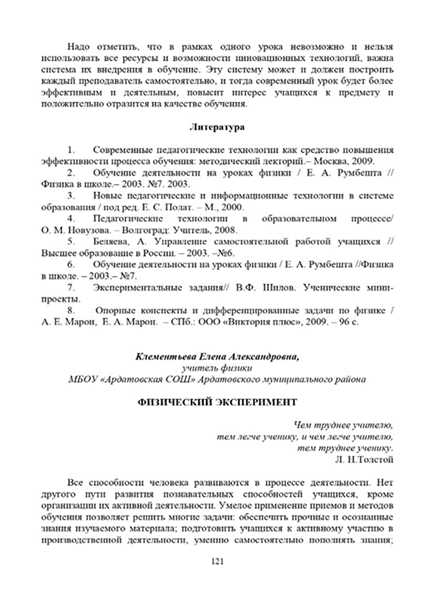 Надо отметить, что в рамках одного урока невозможно и нельзя
использовать все ресурсы и возможности инновационных технологий, важна
система их внедрения в обучение. Эту систему может и должен построить
каждый преподаватель самостоятельно, и тогда современный урок будет более
эффективным и деятельным, повысит интерес учащихся к предмету и
положительно отразится на качестве обучения.
Литература
1. Современные педагогические технологии как средство повышения
эффективности процесса обучения: методический лекторий.– Москва, 2009.
2. Обучение деятельности на уроках физики / Е. А. Румбешта //
Физика в школе.– 2003. №7. 2003.
3. Новые педагогические и информационные технологии в системе
образования / под ред. Е. С. Полат. – М., 2000.
4. Педагогические технологии в образовательном процессе/
О. М. Новузова. – Волгоград: Учитель, 2008.
5. Беляева, А. Управление самостоятельной работой учащихся //
Высшее образование в России. – 2003. –№6.
6. Обучение деятельности на уроках физики / Е. А. Румбешта //Физика
в школе. – 2003.– №7.
7. Экспериментальные задания// В.Ф. Шилов. Ученические мини-
проекты.
8. Опорные конспекты и дифференцированные задачи по физике /
А. Е. Марон, Е. А. Марон. – СПб.: ООО «Виктория плюс», 2009. – 96 с.
Клементьева Елена Александровна,
учитель физики
МБОУ «Ардатовская СОШ» Ардатовского муниципального района
ФИЗИЧЕСКИЙ ЭКСПЕРИМЕНТ
Чем труднее учителю,
тем легче ученику, и чем легче учителю,
тем труднее ученику.
Л. Н.Толстой
Все способности человека развиваются в процессе деятельности. Нет
другого пути развития познавательных способностей учащихся, кроме
организации их активной деятельности. Умелое применение приемов и методов
обучения позволяет решить многие задачи: обеспечить прочные и осознанные
знания изучаемого материала; подготовить учащихся к активному участию в
производственной деятельности, умению самостоятельно пополнять знания;
121